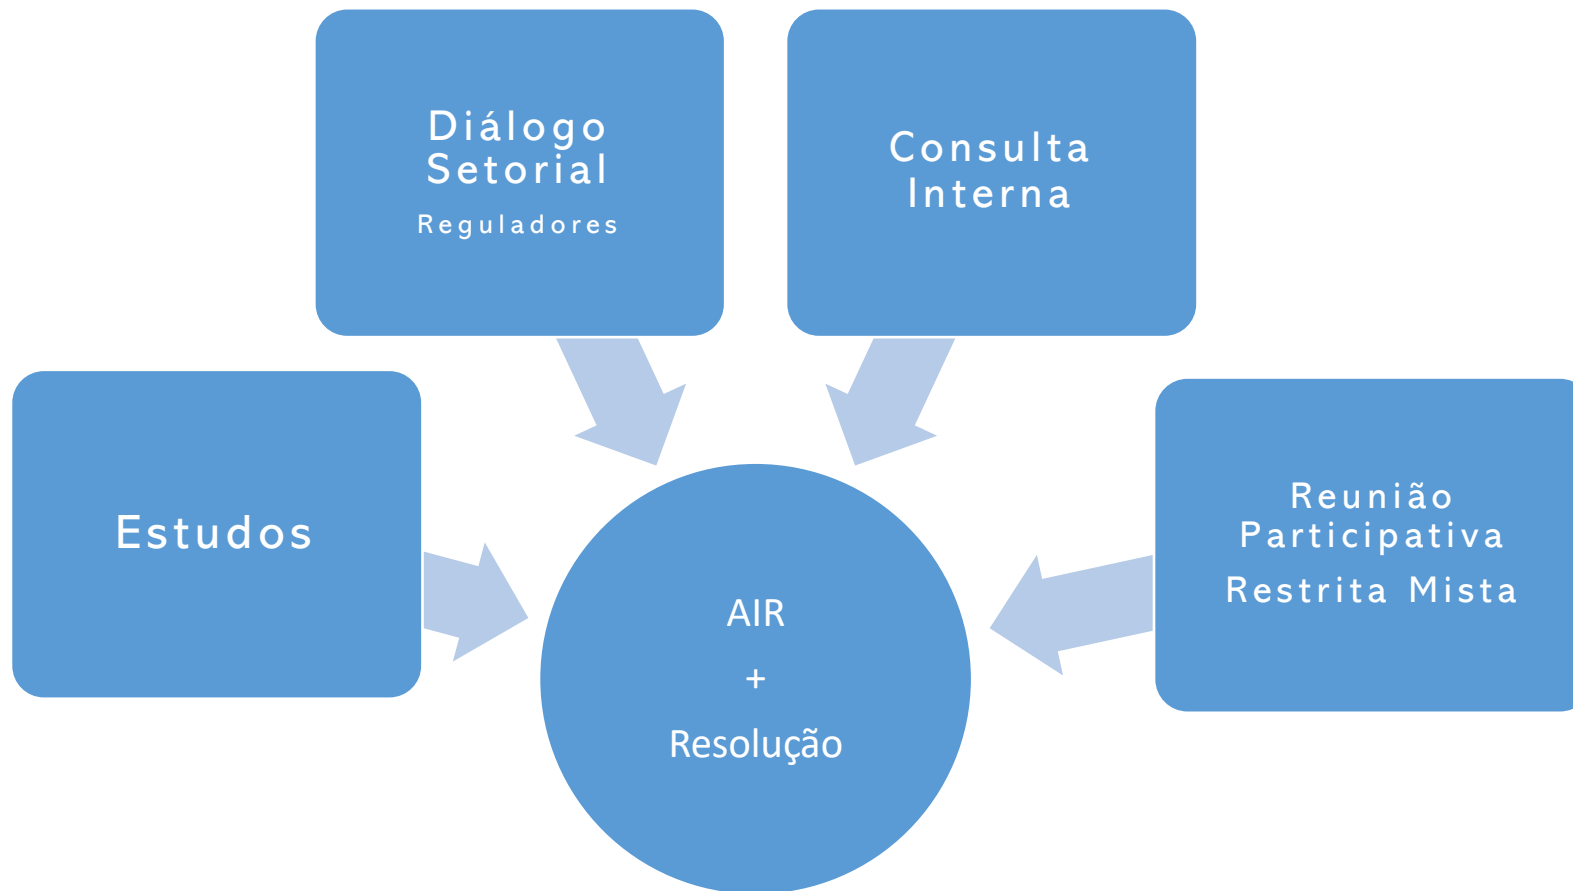 Diálogo
Setorial
Reguladores
Consulta
Interna
Estudos
Reunião
Participativa
Restrita Mista
AIR
+
Resolução